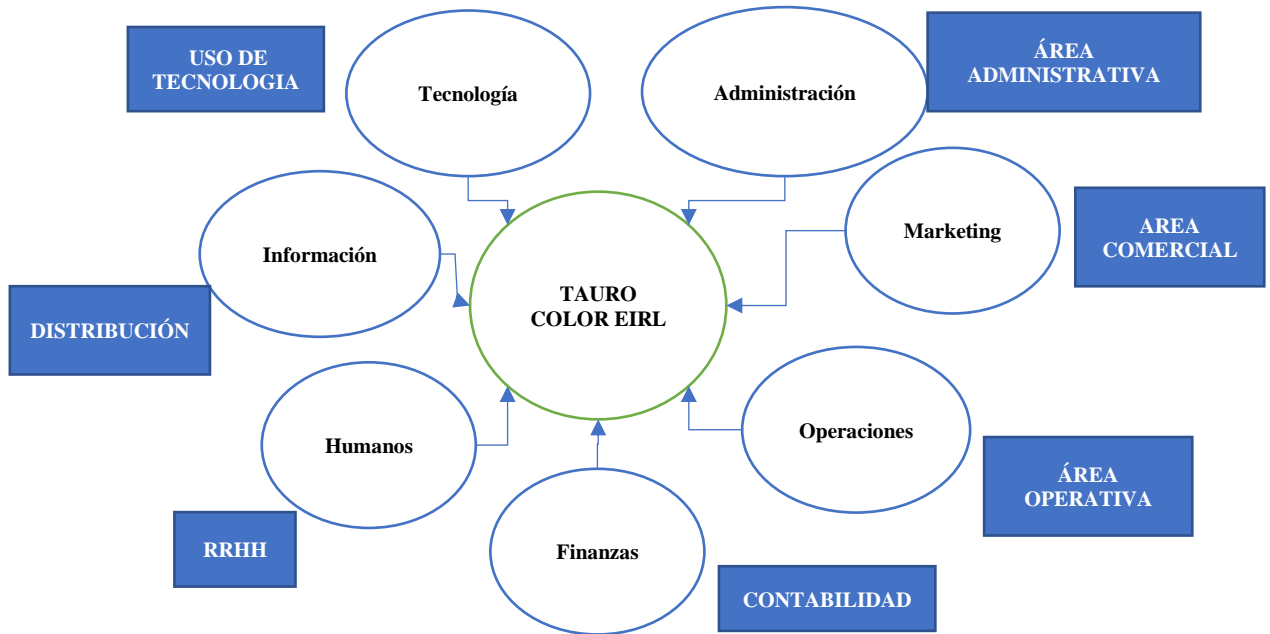 USO DE
TECNOLOGIA
Tecnología
Administración
ÁREA
ADMINISTRATIVA
Información
Marketing
AREA
COMERCIAL
TAURO
COLOR EIRL
DISTRIBUCIÓN
Humanos
Operaciones
ÁREA
OPERATIVA
RRHH
Finanzas
CONTABILIDAD